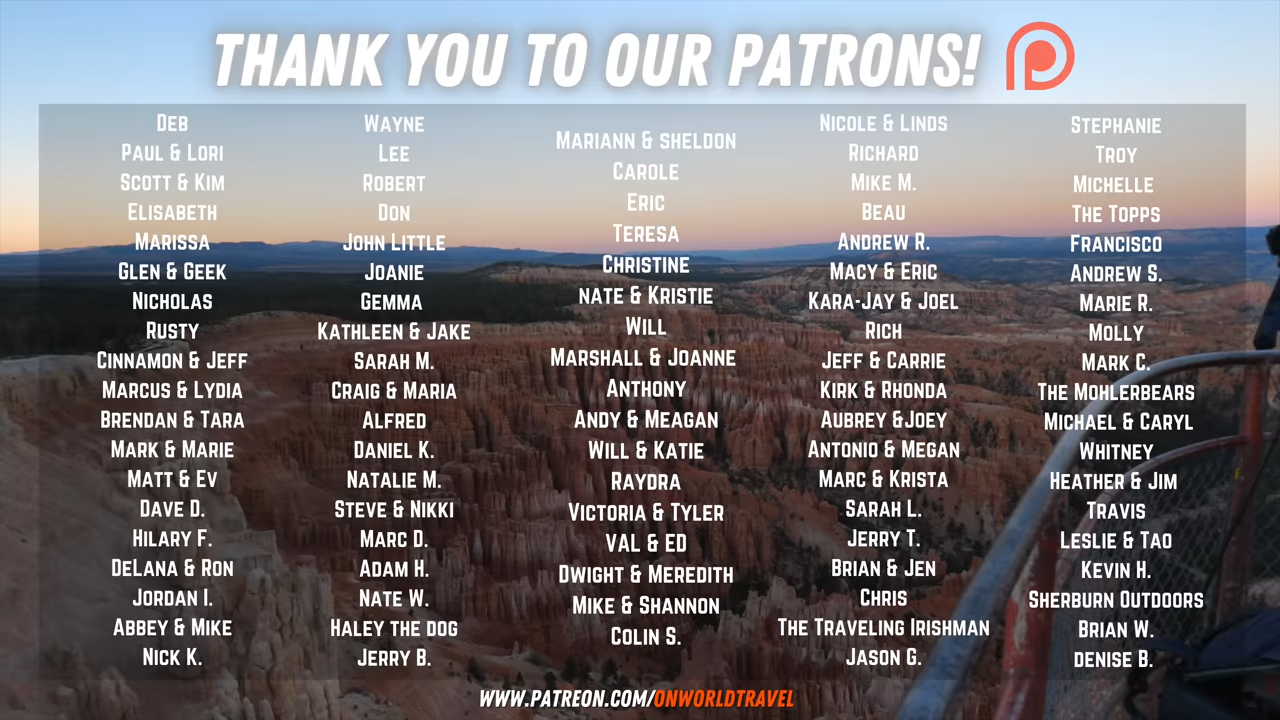 THANK YOU TO OUR PATRONS!
DEB
PAUL & LORI
SCOTT & KIM
ELISABETH
MARISSA
GLEN & GEEK
NICHOLAS
RUSTY
CINNAMON & JEFF
MARCUS & LYDIA
BRENDAN & TARA
MARK & MARIE
MATT & EV
DAVE D.
HILARY F.
DELANA & RON
JORDAN I.
ABBEY & MIKE
NICK K.
WAYNE
LEE
ROBERT
DON
JOHN LITTLE
JOANIE
GEMMA
KATHLEEN & JAKE
SARAH M.
CRAIG & MARIA
ALFRED
DANIEL K.
NATALIE M.
STEVE & NIKKI
MARC D.
ADAM H.
NATE W.
HALEY THE DOG
JERRY B.
MARIANN & SHELDON
CAROLE
ERIC
TERESA
CHRISTINE
NATE & KRISTIE
WILL
MARSHALL & JOANNE
ANTHONY
ANDY & MEAGAN
WILL & KATIE
RAYDRA
VICTORIA & TYLER
VAL & ED
DWIGHT & MEREDITH
MIKE & SHANNON
COLIN S.
NICOLE & LINDS
RICHARD
MIKE M.
BEAU
ANDREW R.
MACY & ERIC
KARA-JAY & JOEL
RICH
JEFF & CARRIE
KIRK & RHONDA
AUBREY &JOEY
ANTONIO & MEGAN
MARC & KRISTA
SARAH L.
JERRY T.
BRIAN & JEN
CHRIS
THE TRAVELING IRISHMAN
JASON G.
STEPHANIE
TROY
MICHELLE
THE TOPPS
FRANCISCO
ANDREW S.
MARIE R.
MOLLY
MARK C.
THE MOHLERBEARS
MICHAEL & CARYL
WHITNEY
HEATHER & JIM
TRAVIS
LESLIE & TAO
KEVIN H.
SHERBURN OUTDOORS
BRIAN W.
DENISE B.
WWW.PATREON.COM/ONWORLDTRAVEL